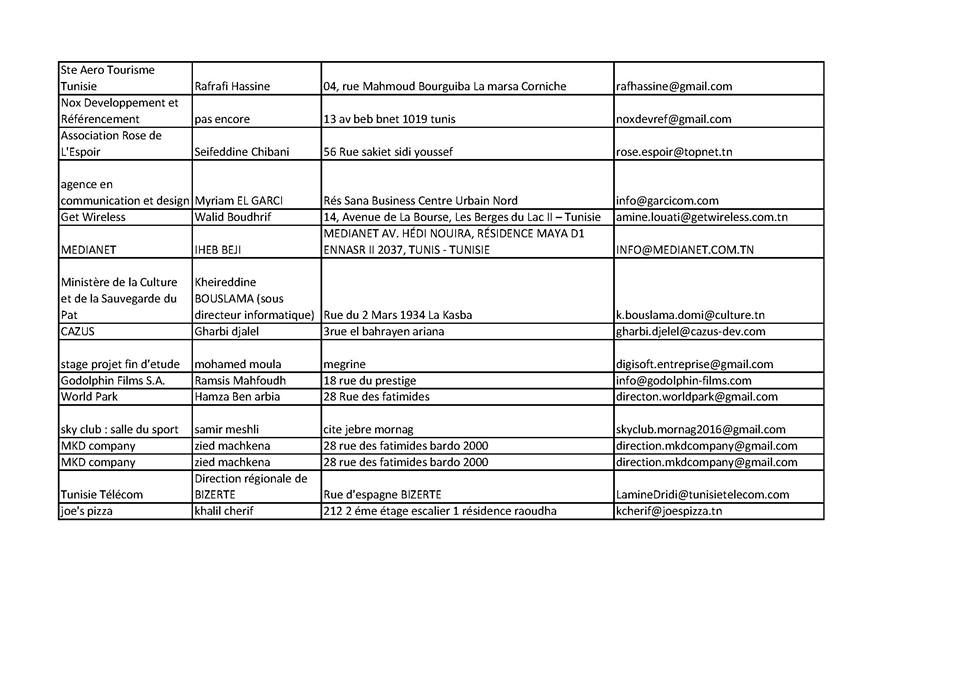 Ste Aero Tourisme
Tunisie Rafrafi Hassine 04, rue Mahmoud Bourguiba La marsa Corniche rafhassine@gmail.com
Nox Developpement et
Référencement pas encore 13 av beb bnet 1019 tunis noxdevref@gmail.com
Association Rose de
L'Espoir Seifeddine Chibani 56 Rue sakiet sidi youssef rose.espoir@topnet.tn
agence en
communication et design Myriam EL GARCI Rés Sana Business Centre Urbain Nord info@garcicom.com
Get Wireless Walid Boudhrif 14, Avenue de La Bourse, Les Berges du Lac II – Tunisie amine.louati@getwireless.com.tn
MEDIANET AV. HÉDI NOUIRA, RÉSIDENCE MAYA D1
MEDIANET IHEB BEJI ENNASR II 2037, TUNIS - TUNISIE INFO@MEDIANET.COM.TN
Ministère de la Culture Kheireddine
et de la Sauvegarde du BOUSLAMA (sous
Pat directeur informatique) Rue du 2 Mars 1934 La Kasba k.bouslama.domi@culture.tn
CAZUS Gharbi djalel 3rue el bahrayen ariana gharbi.djelel@cazus-dev.com
stage projet fin d'etude mohamed moula megrine digisoft.entreprise@gmail.com
Godolphin Films S.A. Ramsis Mahfoudh 18 rue du prestige info@godolphin-films.com
World Park Hamza Ben arbia 28 Rue des fatimides directon.worldpark@gmail.com
sky club : salle du sport samir meshli cite jebre mornag skyclub.mornag2016@gmail.com
MKD company zied machkena 28 rue des fatimides bardo 2000 direction.mkdcompany@gmail.com
MKD company zied machkena 28 rue des fatimides bardo 2000 direction.mkdcompany@gmail.com
Direction régionale de
Tunisie Télécom BIZERTE Rue d'espagne BIZERTE LamineDridi@tunisietelecom.com
joe's pizza khalil cherif 212 2 éme étage escalier 1 résidence raoudha kcherif@joespizza.tn